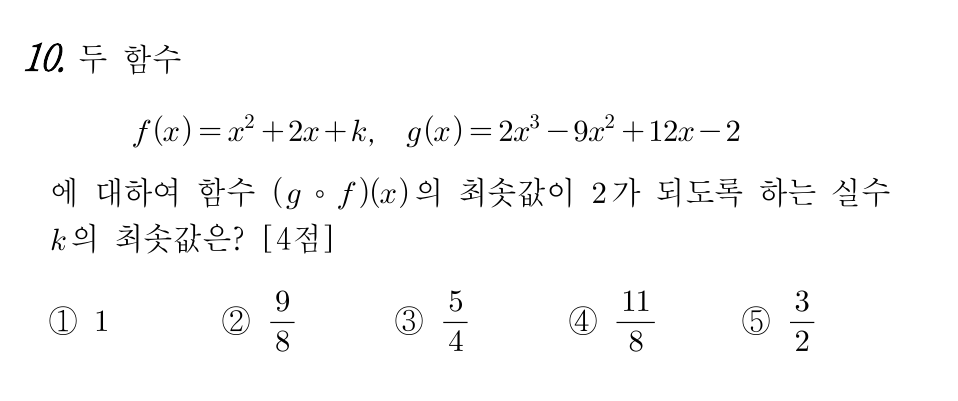 10. 두 함수
f(x)=x²+2x+k, g(x)=2x³-9x²+12x-2
에 대하여 함수 (g∘f)(x)의 최솟값이 2가 되도록 하는 실수
k의 최솟값은? [4점]
① 1 ② 9/8 ③ 5/4 ④ 11/8 ⑤ 3/2